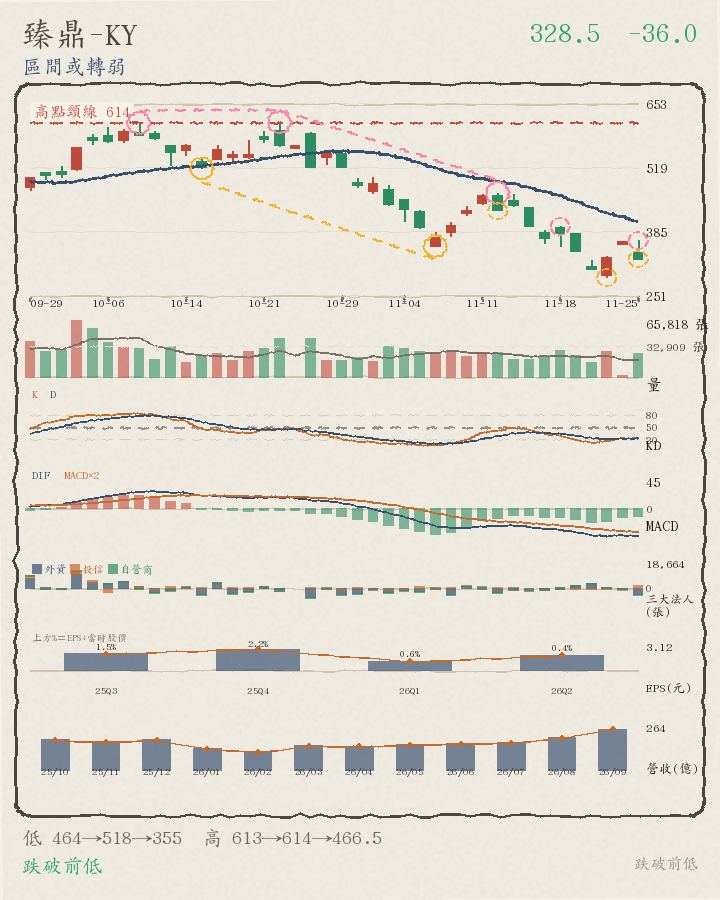 臻鼎-KY
328.5 -36.0
區間或轉弱
高點頸線 614
653
519
385
251
09-29 10-06 10-14 10-21 10-29 11-04 11-11 11-18 11-25
65,818 張
32,909 張
量
K D
80
50
20
KD
DIF MACD×2
45
0
MACD
外資 投信 自營商
18,664
0
三大法人
(張)
上方%=EPS÷當時股價
1.5% 2.2% 0.6% 0.4%
3.12
25Q3 25Q4 26Q1 26Q2
EPS(元)
264
25/10 25/11 25/12 26/01 26/02 26/03 26/04 26/05 26/06 26/07 26/08 26/09
營收(億)
低 464→518→355 高 613→614→466.5
跌破前低
跌破前低